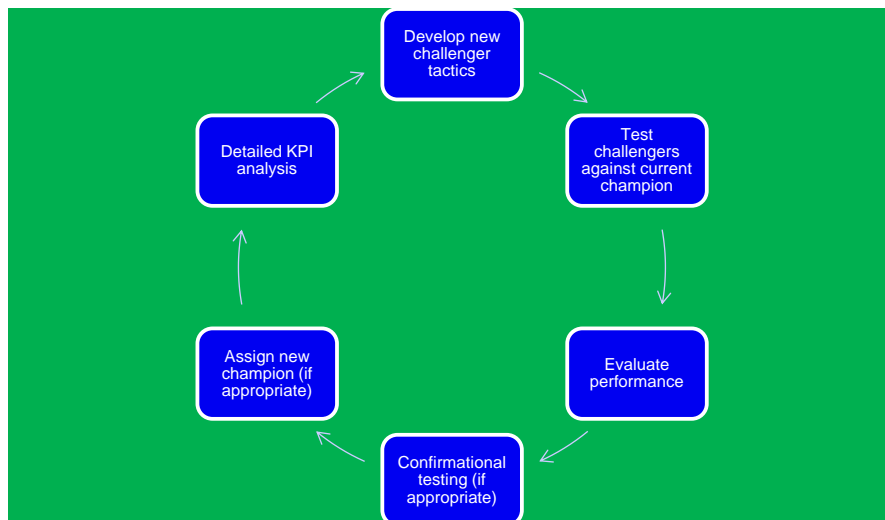 Develop new
challenger
tactics
Test
challengers
against current
champion
Evaluate
performance
Confirmational
testing (if
appropriate)
Assign new
champion (if
appropriate)
Detailed KPI
analysis